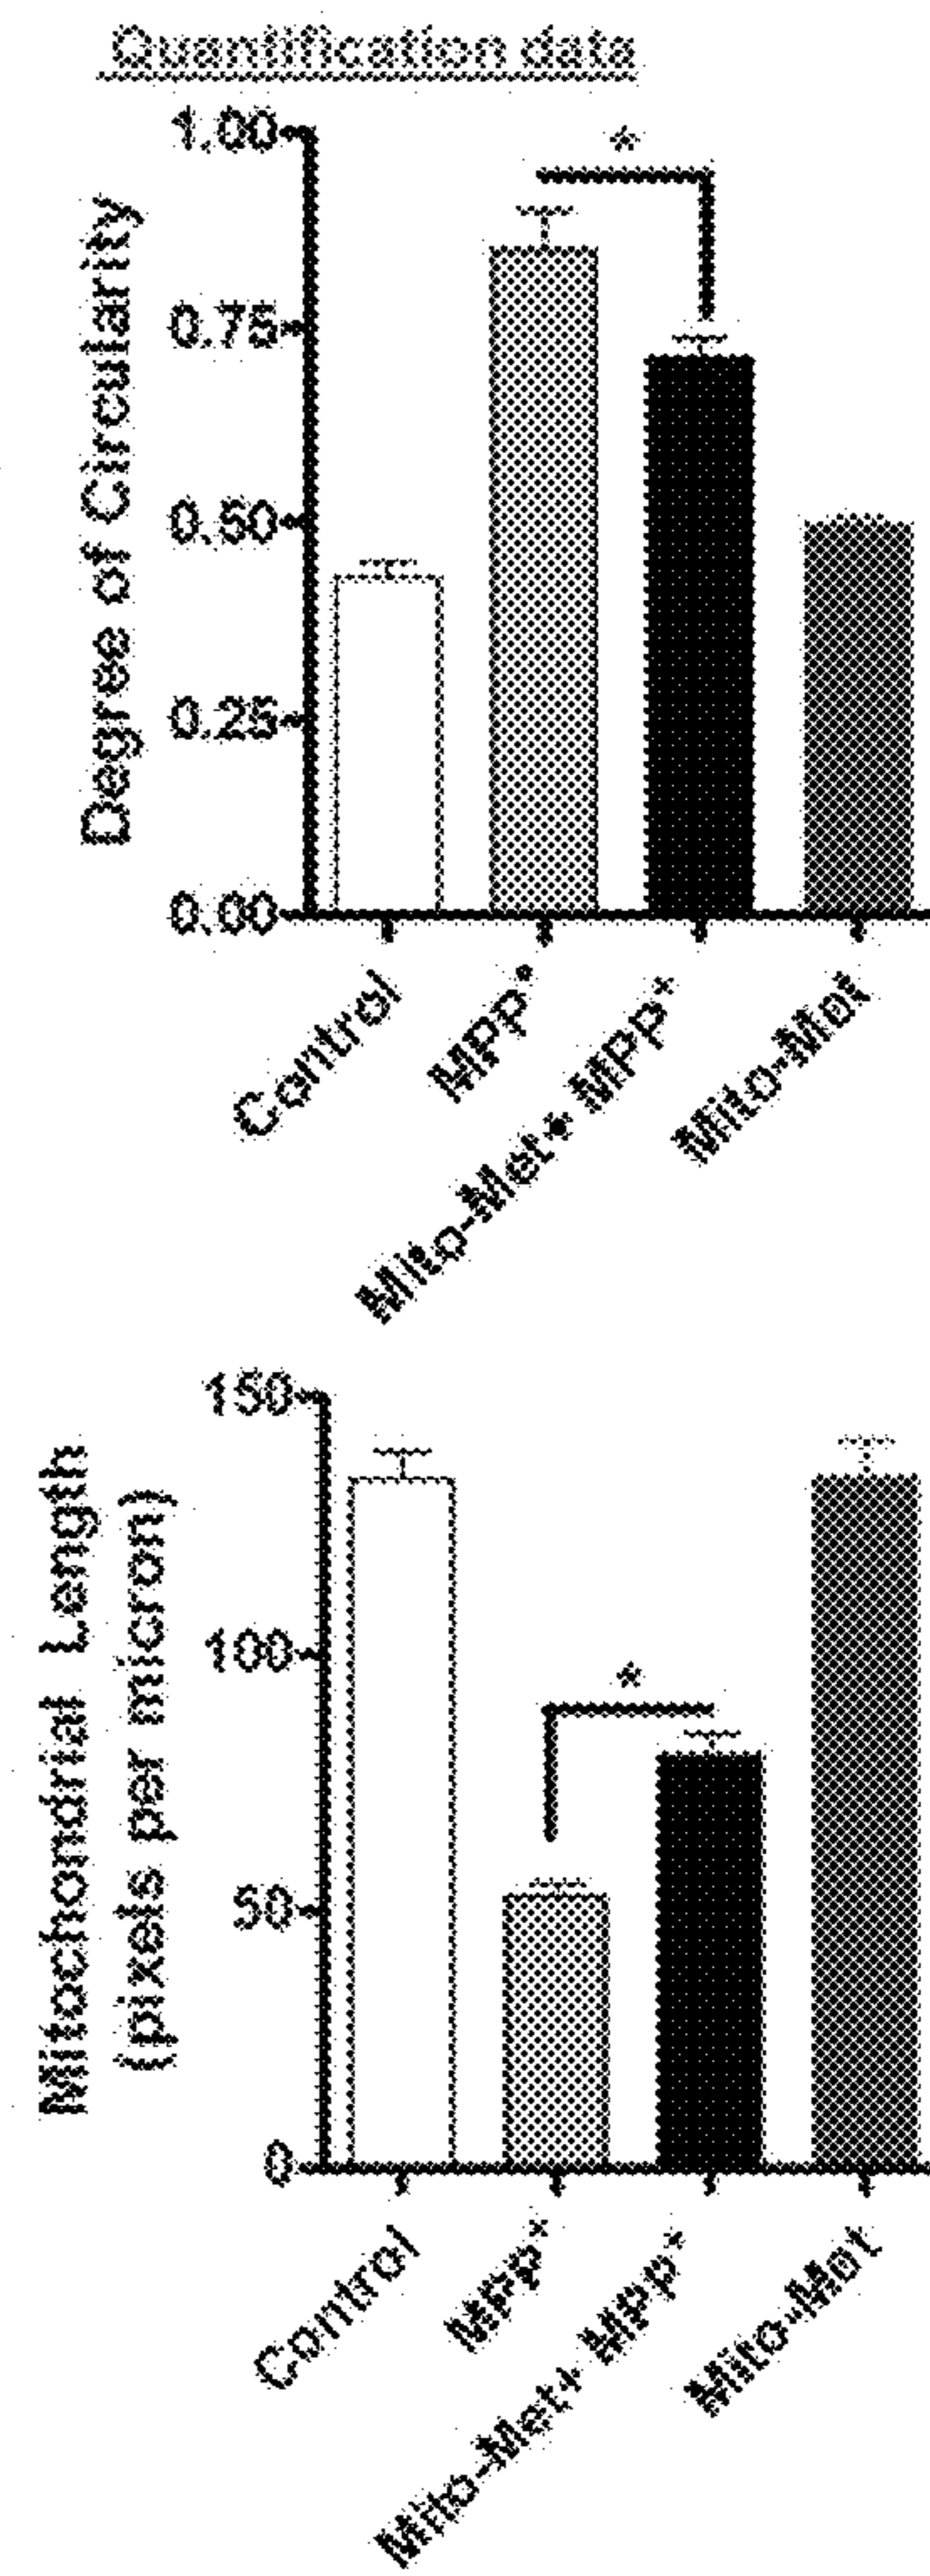 Quantification data
*
1.00
0.75
0.50
0.25
0.00
Degree of Circularity
Control
MPP⁺
Mito-Met+ MPP⁺
Mito-Met
150
100
50
0
*
Mitochondrial Length
(pixels per micron)
Control
MPP⁺
Mito-Met+ MPP⁺
Mito-Met